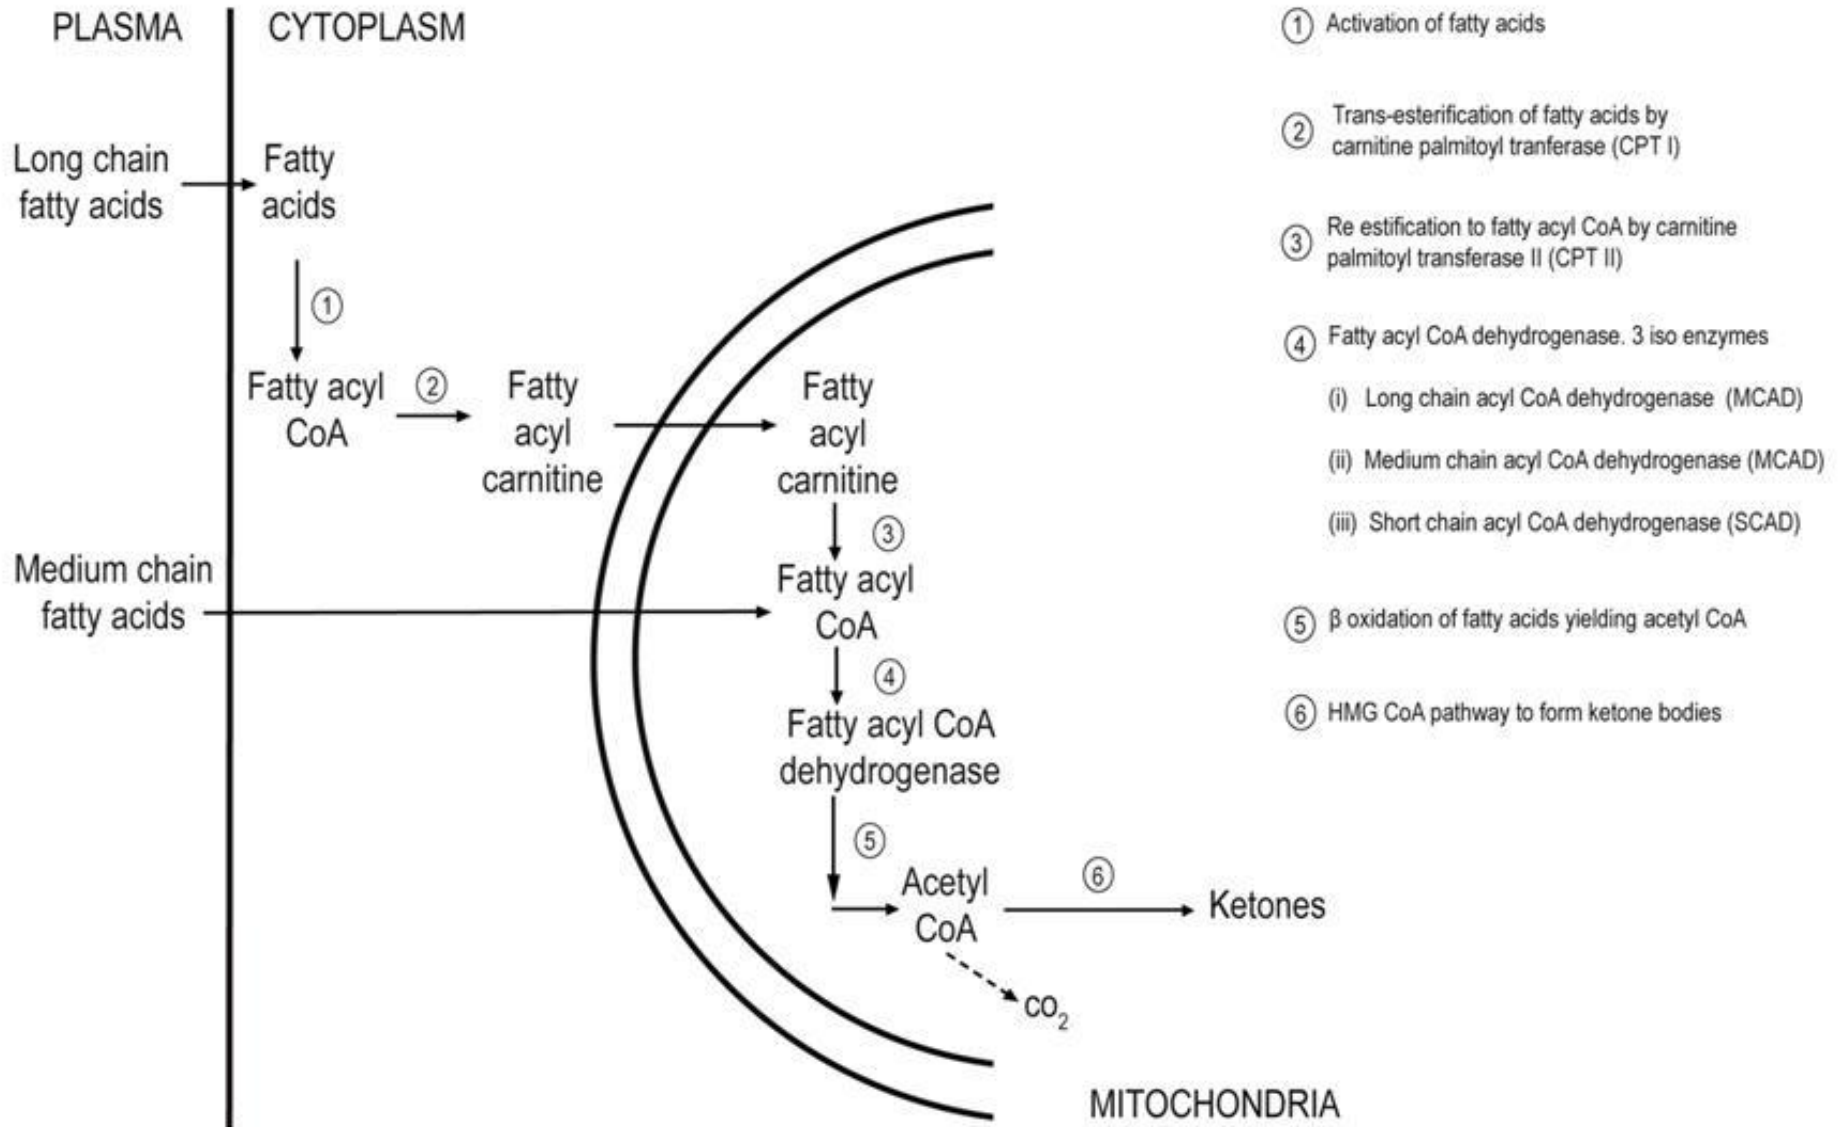 PLASMA
CYTOPLASM
Long chain
fatty acids
Fatty
acids
1
Fatty acyl
CoA
2
Fatty
acyl
carnitine
Fatty
acyl
carnitine
3
Medium chain
fatty acids
Fatty acyl
CoA
4
Fatty acyl CoA
dehydrogenase
5
Acetyl
CoA
6
Ketones
co2
MITOCHONDRIA
1 Activation of fatty acids
2 Trans-esterification of fatty acids by
carnitine palmitoyl tranferase (CPT I)
3 Re estification to fatty acyl CoA by carnitine
palmitoyl transferase II (CPT II)
4 Fatty acyl CoA dehydrogenase. 3 iso enzymes
(i) Long chain acyl CoA dehydrogenase (MCAD)
(ii) Medium chain acyl CoA dehydrogenase (MCAD)
(iii) Short chain acyl CoA dehydrogenase (SCAD)
5 β oxidation of fatty acids yielding acetyl CoA
6 HMG CoA pathway to form ketone bodies